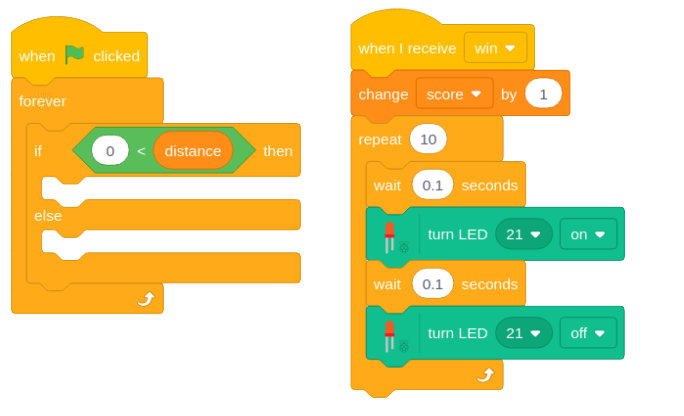 when clicked
forever
if 0 < distance then
else
when I receive win
change score by 1
repeat 10
wait 0.1 seconds
turn LED 21 on
wait 0.1 seconds
turn LED 21 off